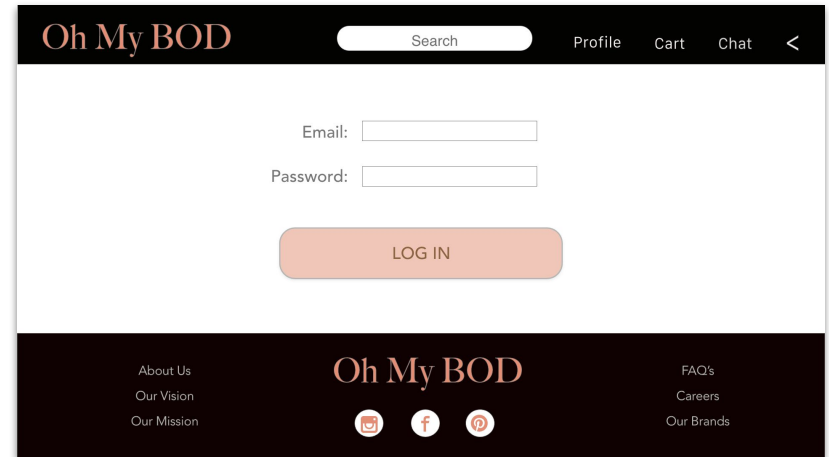 Oh My BOD
Search
Profile Cart Chat <
Email:
Password:
LOG IN
About Us
Our Vision
Our Mission
Oh My BOD
FAQ's
Careers
Our Brands